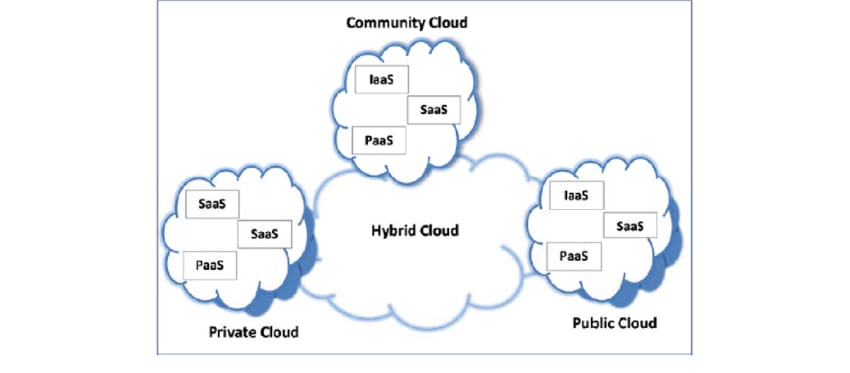 Community Cloud
IaaS
SaaS
PaaS
SaaS
SaaS
PaaS
Private Cloud
Hybrid Cloud
IaaS
SaaS
PaaS
Public Cloud